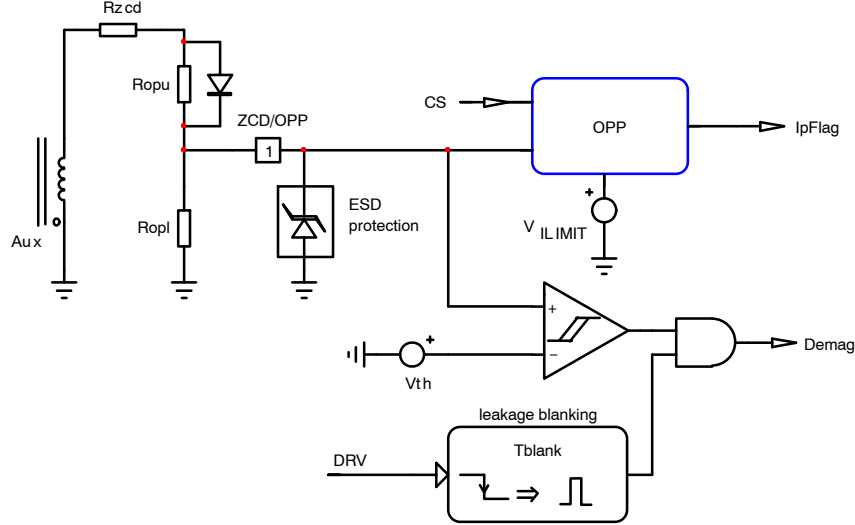 Rzcd
Ropu
ZCD/OPP
1
CS
OPP
IpFlag
ESD
protection
Ropl
Aux
+
V ILIMIT
+
−
+
Vth
Demag
leakage blanking
Tblank
DRV